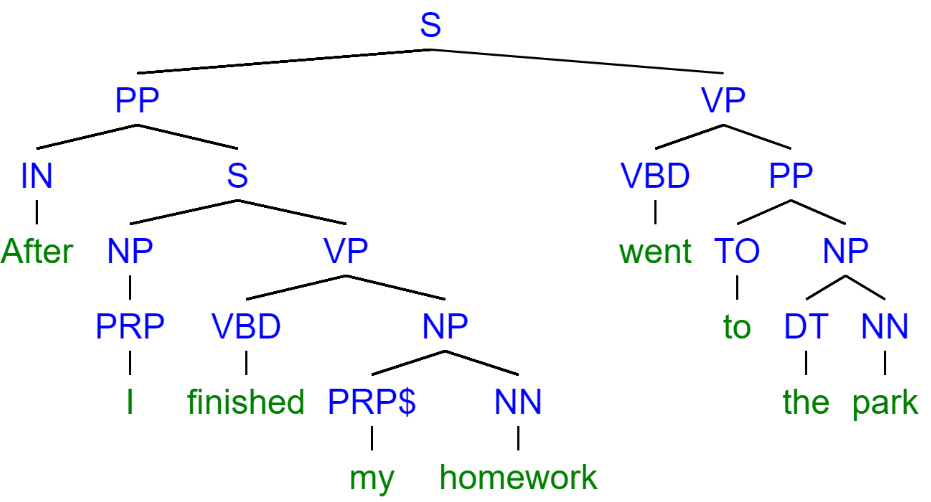 S
PP VP
IN S VBD PP
After NP VP went TO NP
PRP VBD NP to DT NN
I finished PRP$ NN the park
my homework